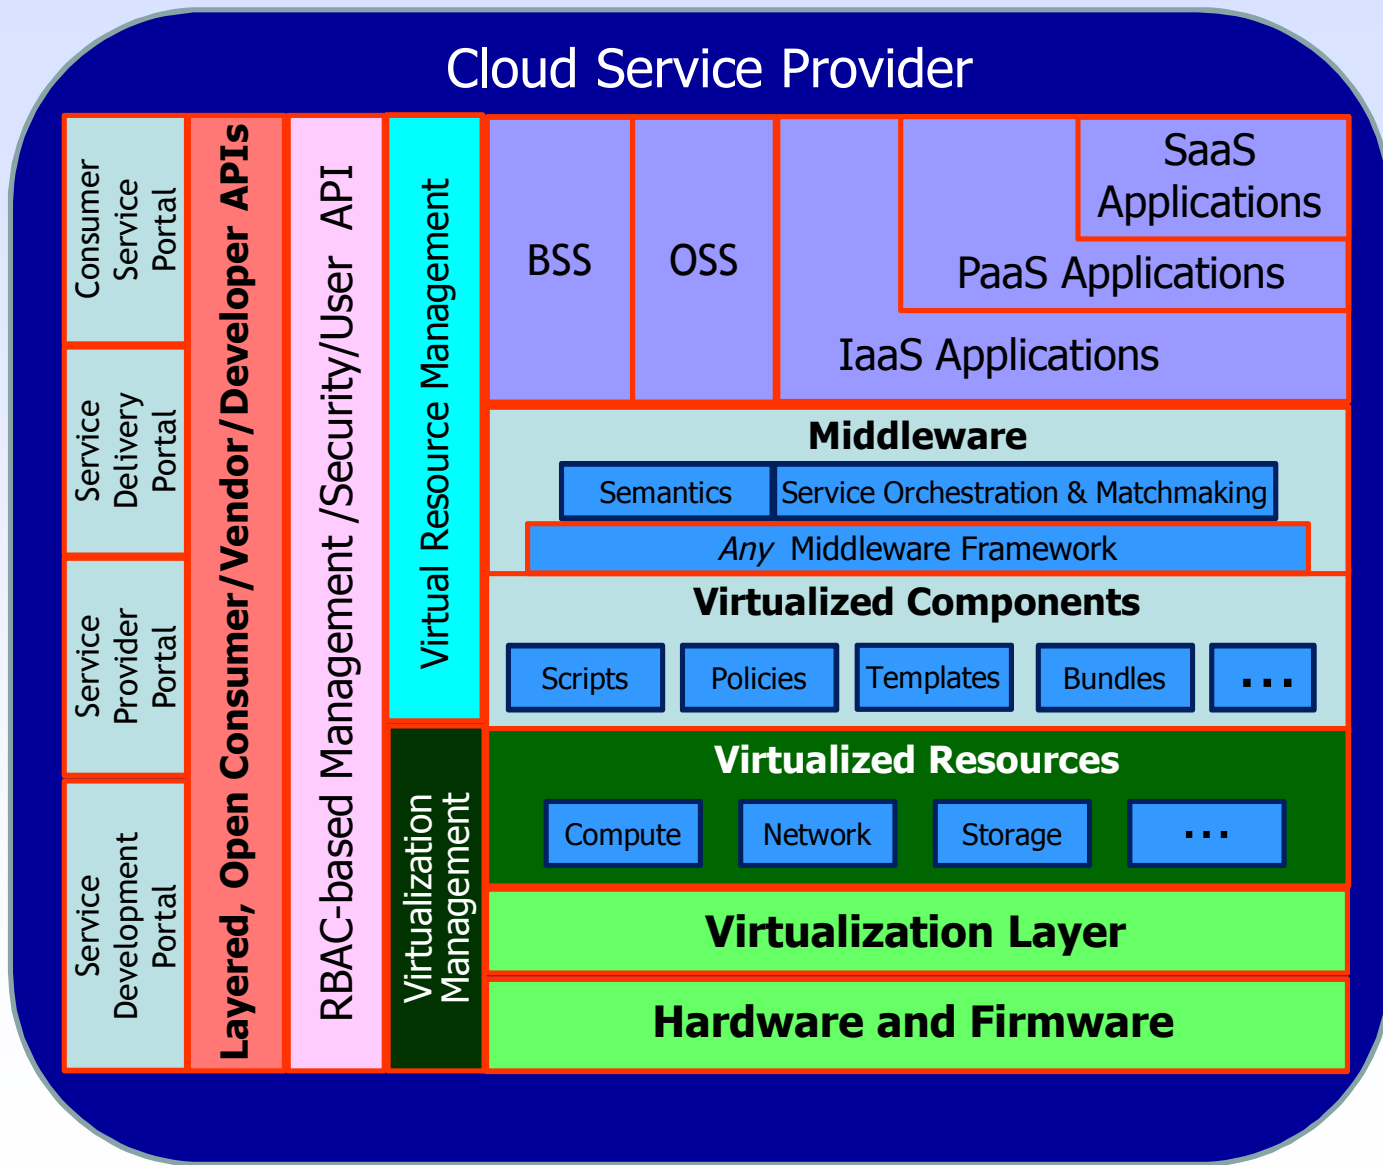 Cloud Service Provider
Consumer
Service
Portal
Service
Delivery
Portal
Service
Provider
Portal
Service
Development
Portal
Layered, Open Consumer/Vendor/Developer APIs
RBAC-based Management /Security/User API
Virtual Resource Management
Virtualization
Management
BSS
OSS
SaaS
Applications
PaaS Applications
IaaS Applications
Middleware
Semantics
Service Orchestration & Matchmaking
Any Middleware Framework
Virtualized Components
Scripts
Policies
Templates
Bundles
...
Virtualized Resources
Compute
Network
Storage
...
Virtualization Layer
Hardware and Firmware